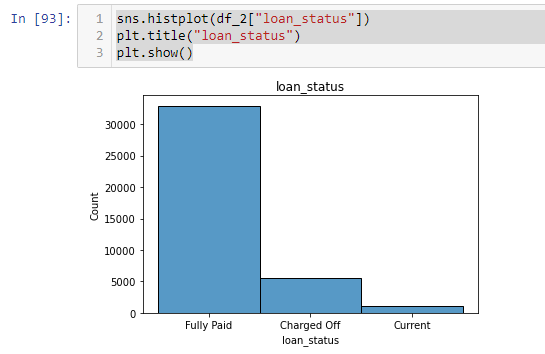 In [93]:
1 sns.histplot(df_2["loan_status"])
2 plt.title("loan_status")
3 plt.show()
loan_status
30000
25000
20000
15000
10000
5000
0
Count
Fully Paid Charged Off Current
loan_status